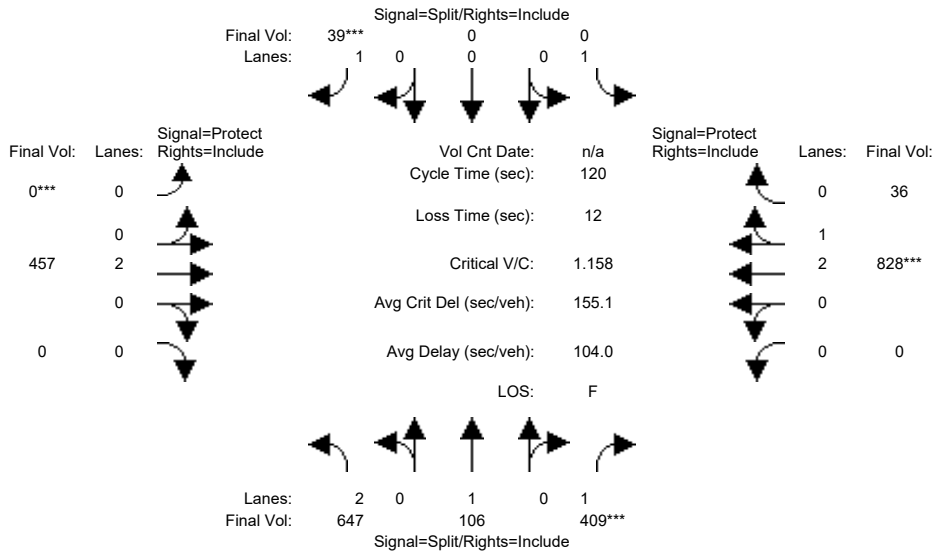 Signal=Split/Rights=Include
Final Vol: 39*** 0 0
Lanes: 1 0 0 0 1
Signal=Protect
Final Vol: Lanes: Rights=Include
Vol Cnt Date: n/a
Signal=Protect
Rights=Include Lanes: Final Vol:
Cycle Time (sec): 120
0*** 0
0 36
Loss Time (sec): 12
0
1
457 2
Critical V/C: 1.158
2 828***
0
Avg Crit Del (sec/veh): 155.1
0
0 0
Avg Delay (sec/veh): 104.0
0 0
LOS: F
Lanes: 2 0 1 0 1
Final Vol: 647 106 409***
Signal=Split/Rights=Include